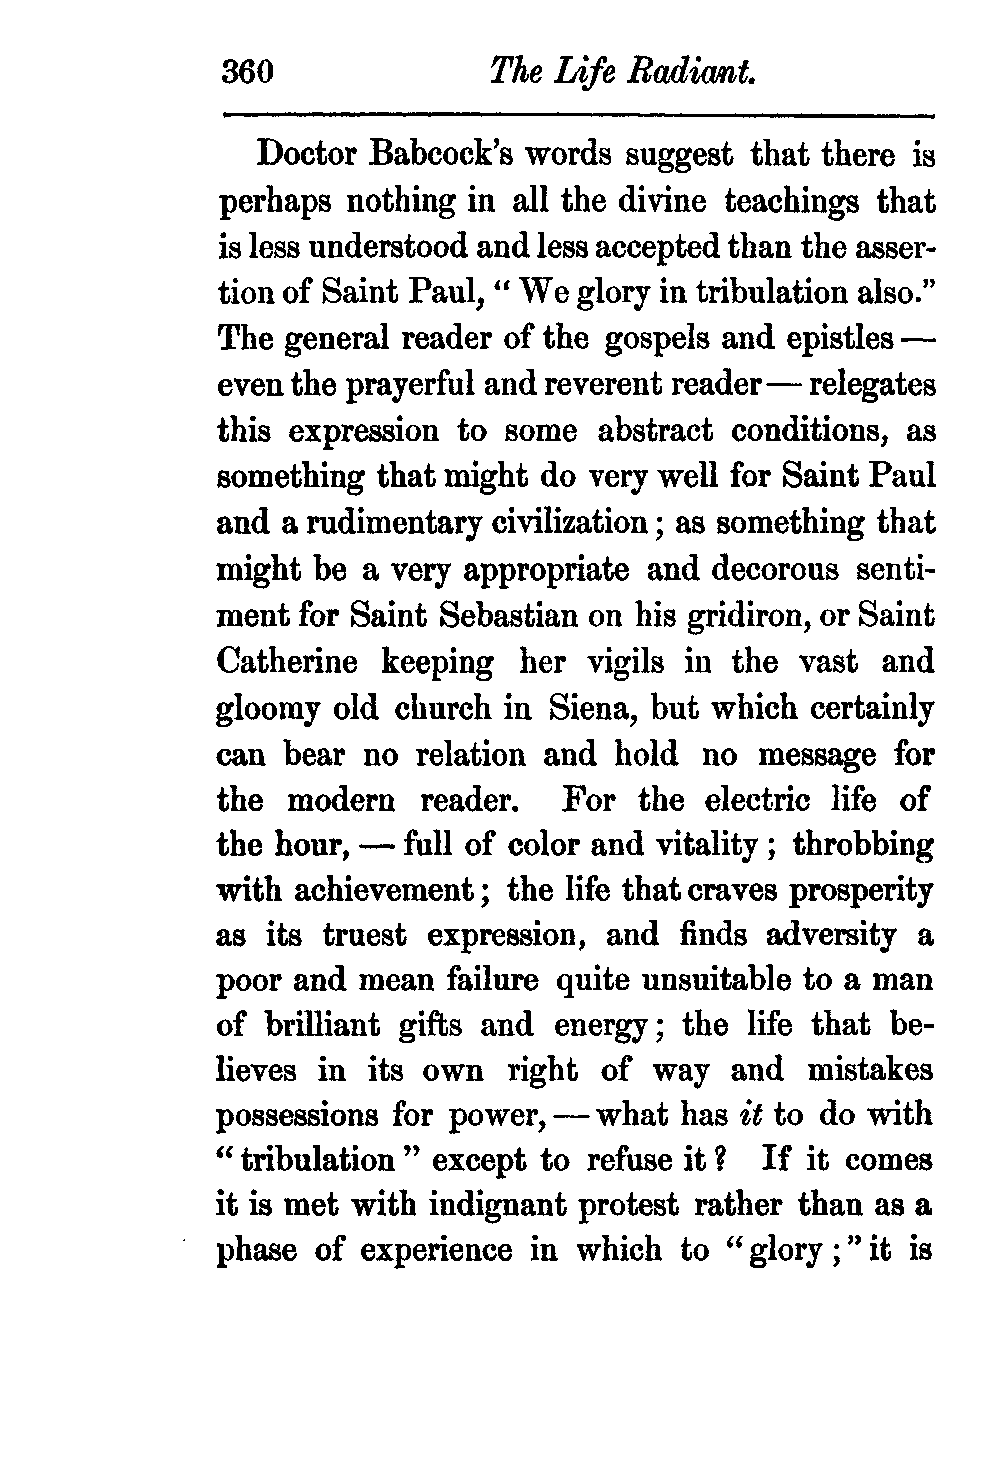 360 The Life Radiant.
Doctor Babcock's words suggest that there is
perhaps nothing in all the divine teachings that
is less understood and less accepted than the asser-
tion of Saint Paul, “ We glory in tribulation also.”
The general reader of the gospels and epistles —
even the prayerful and reverent reader — relegates
this expression to some abstract conditions, as
something that might do very well for Saint Paul
and a rudimentary civilization ; as something that
might be a very appropriate and decorous senti-
ment for Saint Sebastian on his gridiron, or Saint
Catherine keeping her vigils in the vast and
gloomy old church in Siena, but which certainly
can bear no relation and hold no message for
the modern reader. For the electric life of
the hour, — full of color and vitality ; throbbing
with achievement ; the life that craves prosperity
as its truest expression, and finds adversity a
poor and mean failure quite unsuitable to a man
of brilliant gifts and energy ; the life that be-
lieves in its own right of way and mistakes
possessions for power, — what has it to do with
“ tribulation ” except to refuse it ? If it comes
it is met with indignant protest rather than as a
phase of experience in which to “ glory ; ” it is